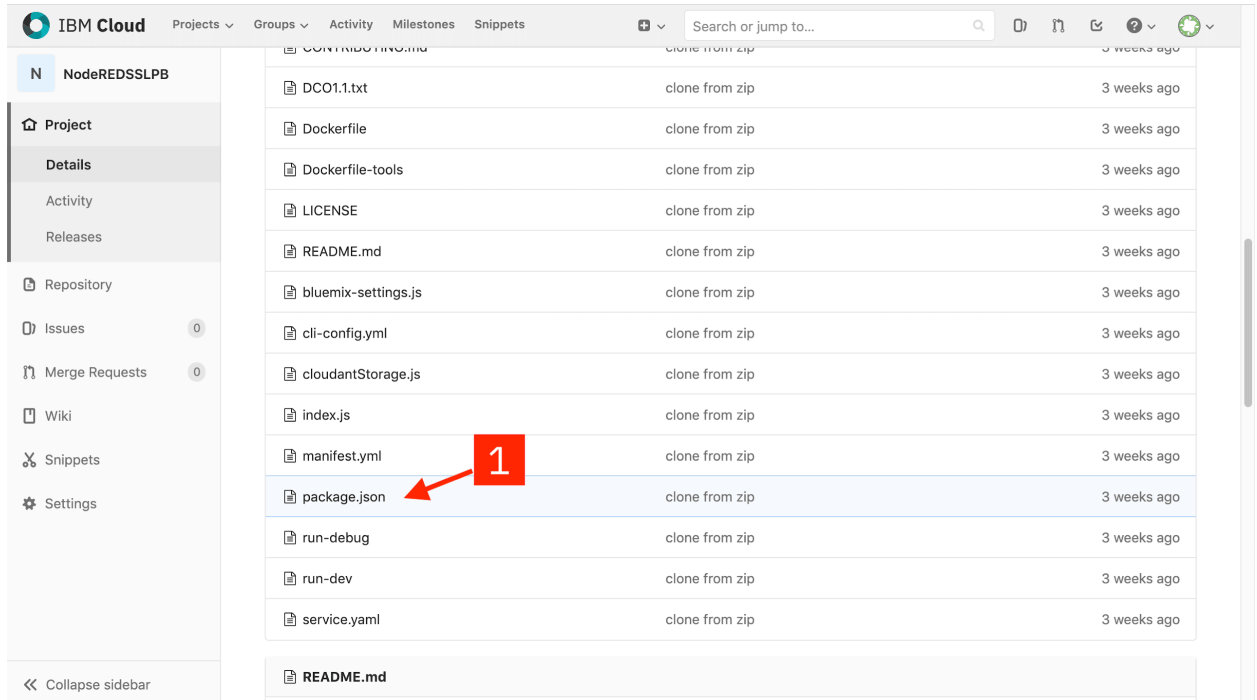 IBM Cloud Projects Groups Activity Milestones Snippets Search or jump to...
N NodeREDSSLPB
Project
Details
Activity
Releases
Repository
Issues 0
Merge Requests 0
Wiki
Snippets
Settings
Collapse sidebar
CONTRIBUTING.md clone from zip 3 weeks ago
DCO1.1.txt clone from zip 3 weeks ago
Dockerfile clone from zip 3 weeks ago
Dockerfile-tools clone from zip 3 weeks ago
LICENSE clone from zip 3 weeks ago
README.md clone from zip 3 weeks ago
bluemix-settings.js clone from zip 3 weeks ago
cli-config.yml clone from zip 3 weeks ago
cloudantStorage.js clone from zip 3 weeks ago
index.js clone from zip 3 weeks ago
manifest.yml clone from zip 3 weeks ago
1
package.json clone from zip 3 weeks ago
run-debug clone from zip 3 weeks ago
run-dev clone from zip 3 weeks ago
service.yaml clone from zip 3 weeks ago
README.md